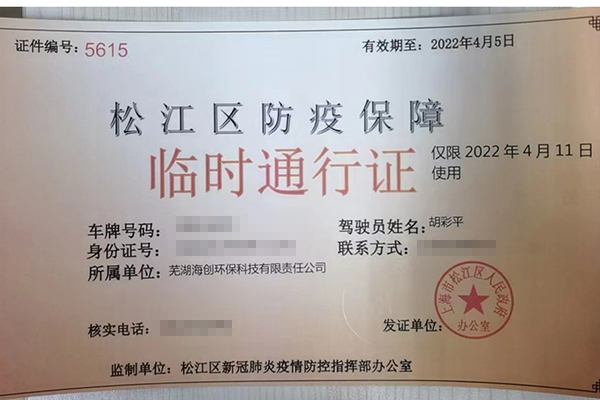 证件编号：5615
有效期至：2022年4月5日
松江区防疫保障
临时通行证
仅限 2022 年 4 月 11 日
使用
车牌号码：
驾驶员姓名：胡彩平
身份证号：
联系方式：
所属单位：芜湖海创环保科技有限责任公司
上海市松江区人民政府
办公室
核实电话：
发证单位：
监制单位：松江区新冠肺炎疫情防控指挥部办公室